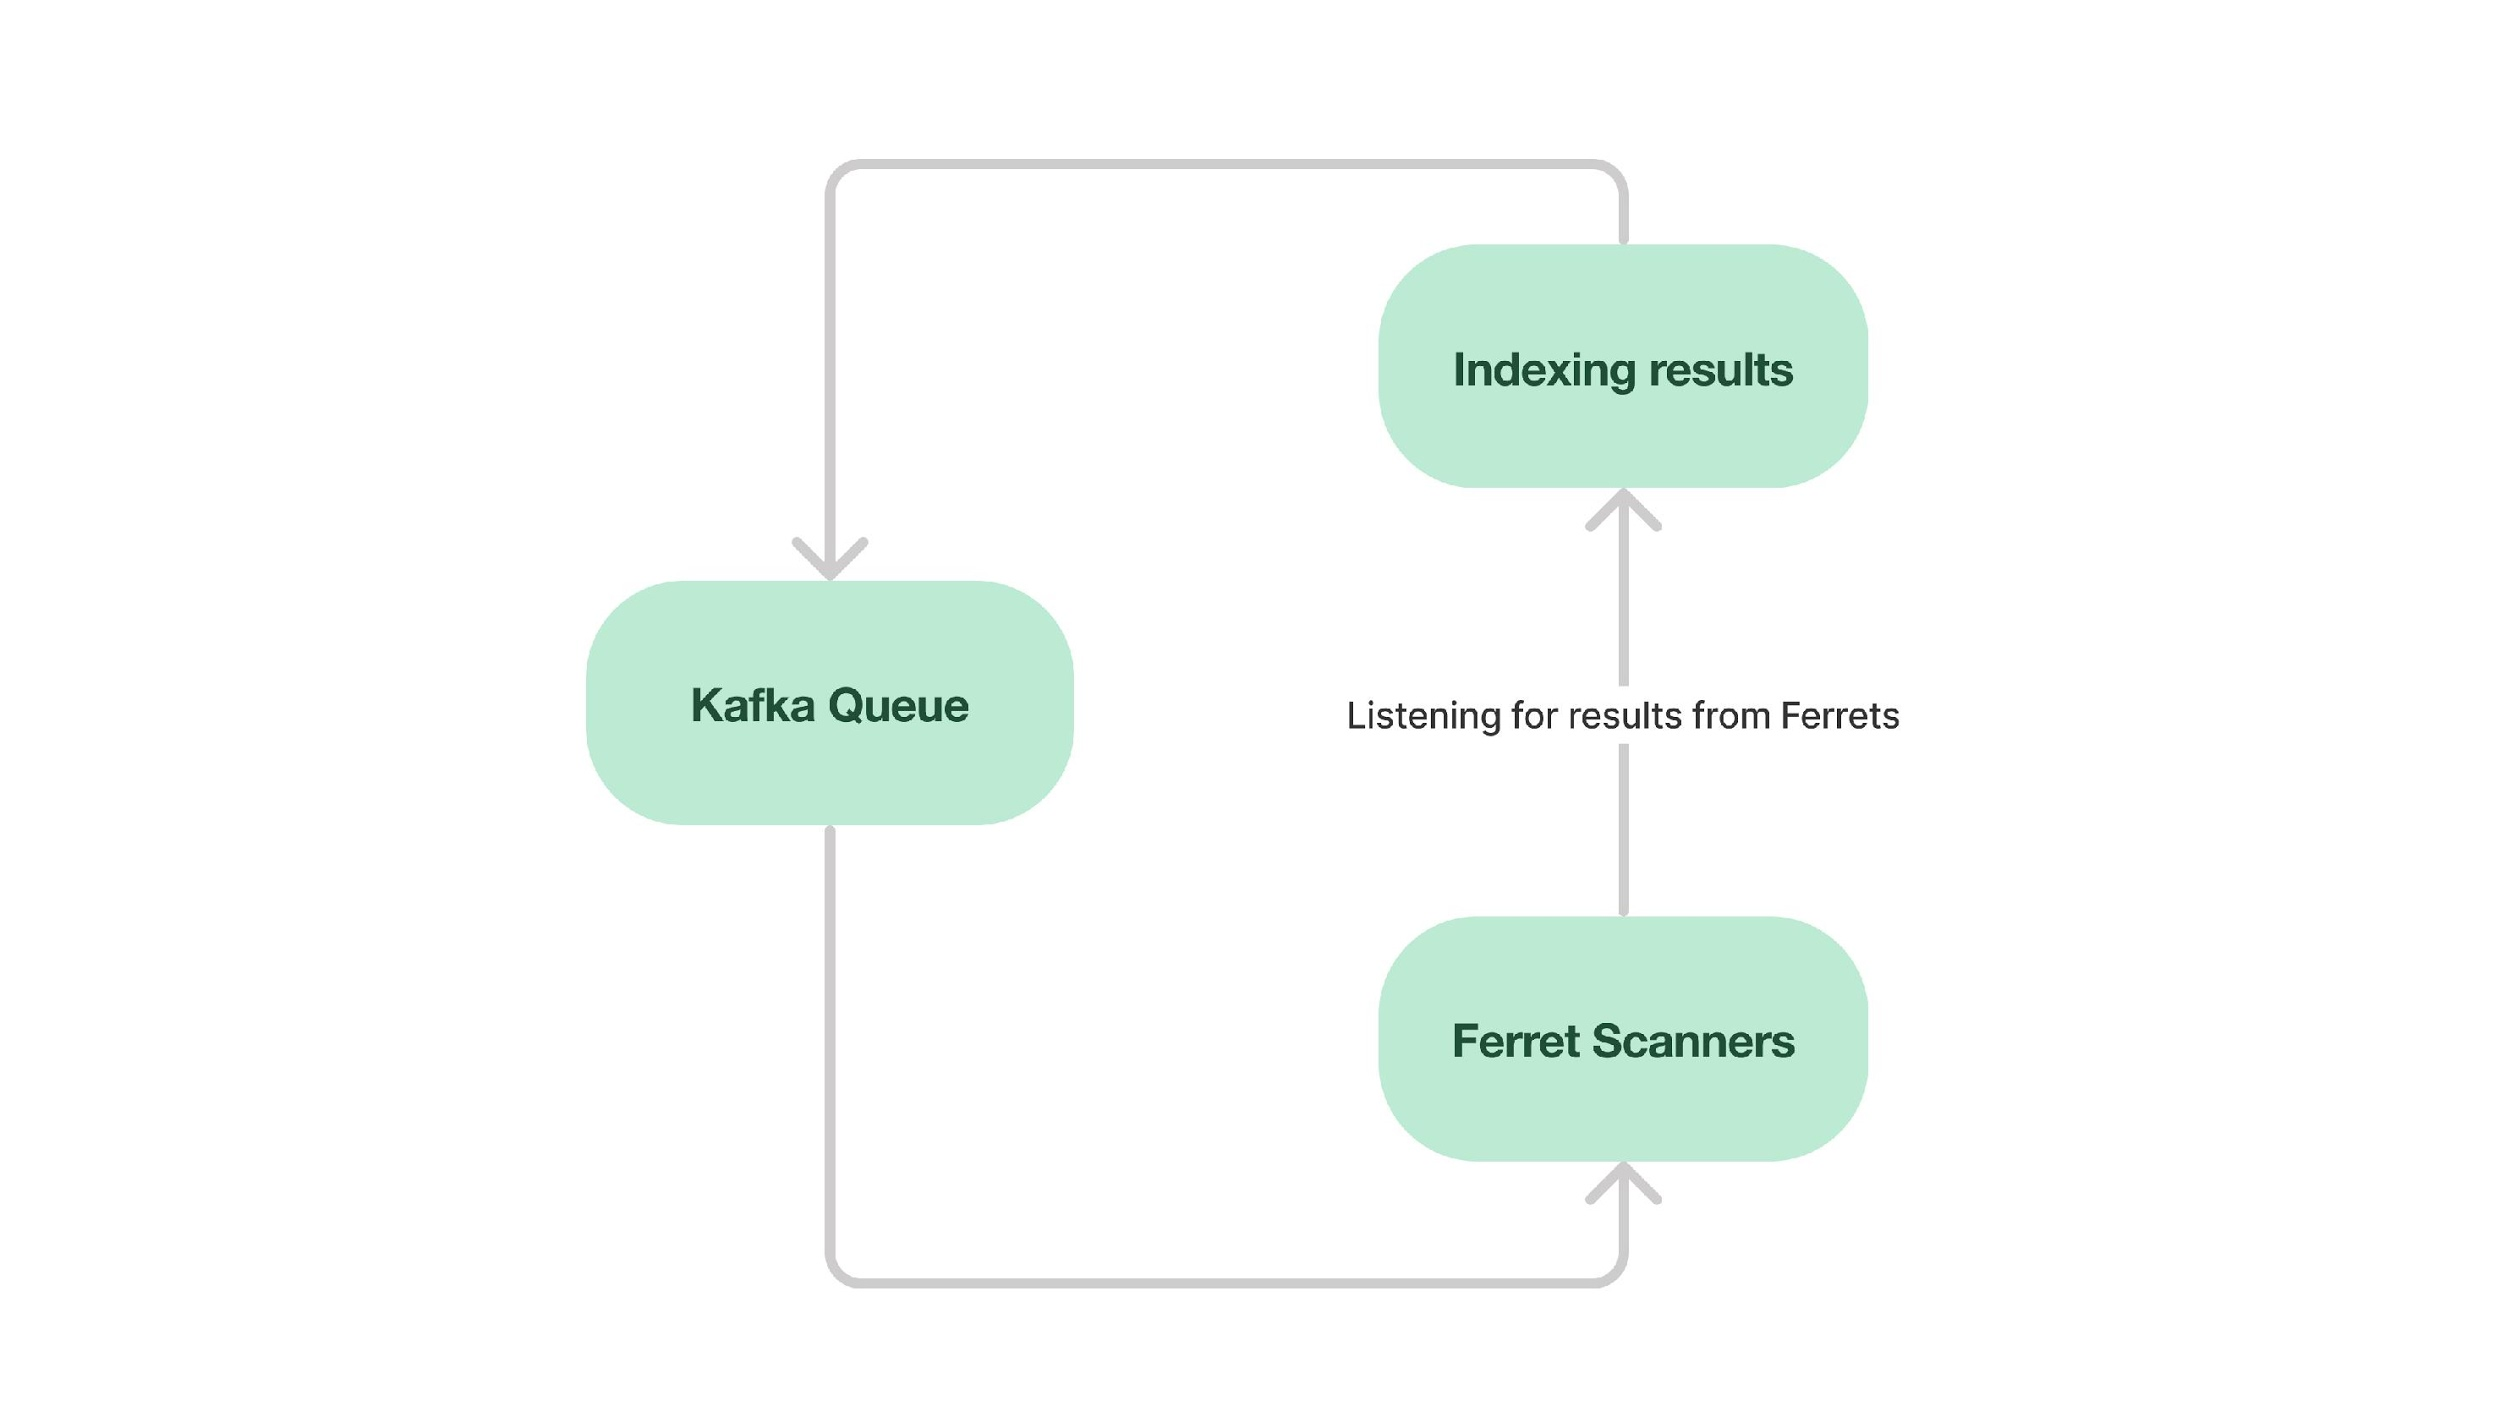 Indexing results
Kafka Queue
Listening for results from Ferrets
Ferret Scanners